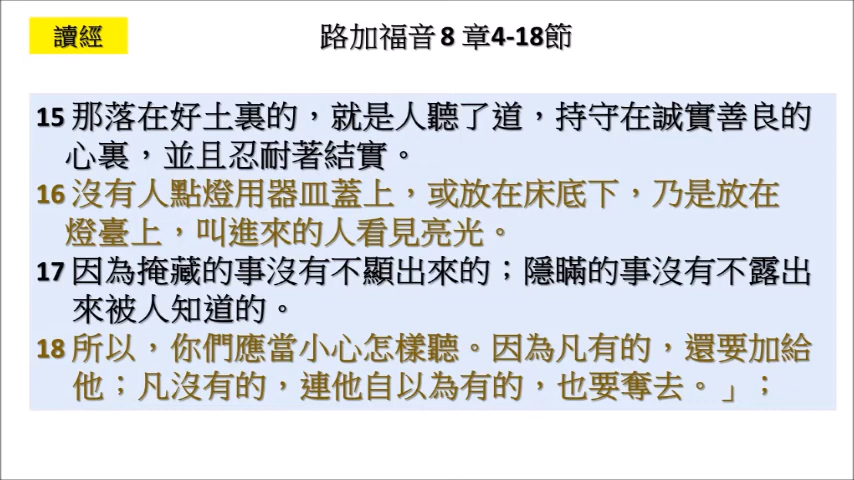 讀經
路加福音 8 章4-18節
15 那落在好土裏的，就是人聽了道，持守在誠實善良的
心裏，並且忍耐著結實。
16 沒有人點燈用器皿蓋上，或放在床底下，乃是放在
燈臺上，叫進來的人看見亮光。
17 因為掩藏的事沒有不顯出來的；隱瞞的事沒有不露出
來被人知道的。
18 所以，你們應當小心怎樣聽。因為凡有的，還要加給
他；凡沒有的，連他自以為有的，也要奪去。」；